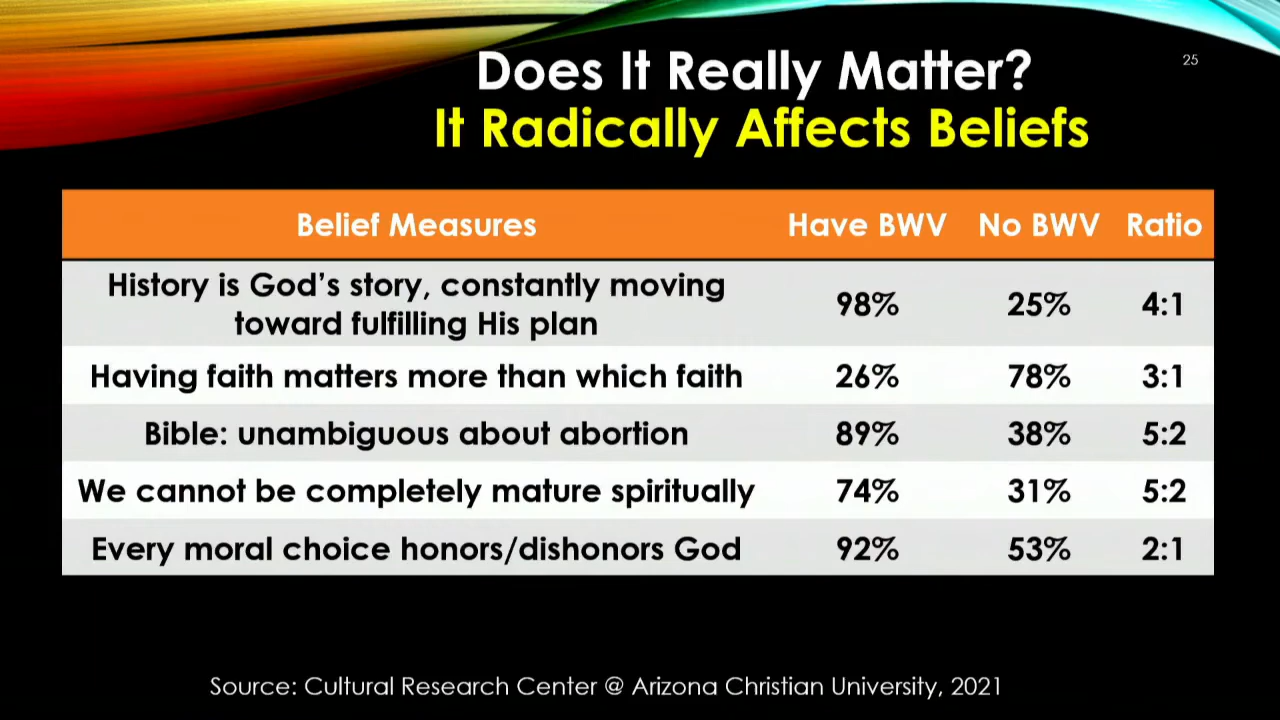 Does It Really Matter?
25
It Radically Affects Beliefs
Belief Measures Have BWV No BWV Ratio
History is God’s story, constantly moving
toward fulfilling His plan 98% 25% 4:1
Having faith matters more than which faith 26% 78% 3:1
Bible: unambiguous about abortion 89% 38% 5:2
We cannot be completely mature spiritually 74% 31% 5:2
Every moral choice honors/dishonors God 92% 53% 2:1
Source: Cultural Research Center @ Arizona Christian University, 2021